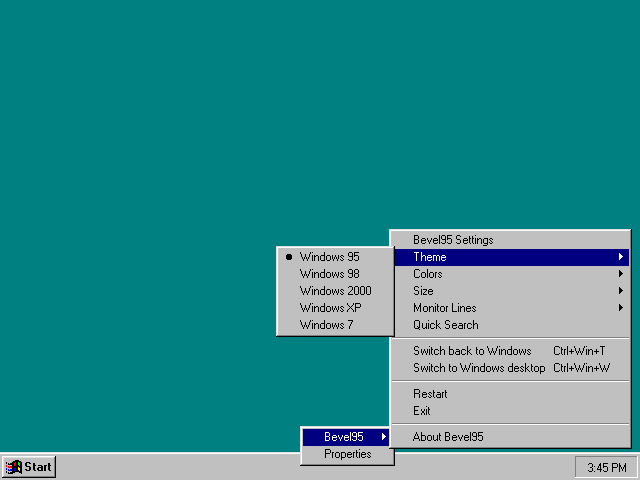 Bevel95 Settings
Theme
Colors
Size
Monitor Lines
Quick Search
Switch back to Windows Ctrl+Win+T
Switch to Windows desktop Ctrl+Win+W
Restart
Exit
About Bevel95
Windows 95
Windows 98
Windows 2000
Windows XP
Windows 7
Bevel95
Properties
Start
3:45 PM